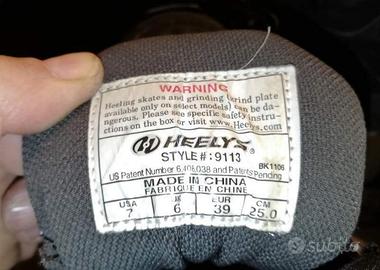 WARNING
Heeling skates and grinding (grind plate
available only on select models) can be da-
ngerous. Please see specific safety instru-
ctions on the box or visit www.Heelys.com.
HEELYS
STYLE#:9113
BK1106
US Patent Number 6,406,038 and Patents Pending
MADE IN CHINA
FABRIQUE EN CHINE
USA UK EUR CM
7 6 39 25.0
subito